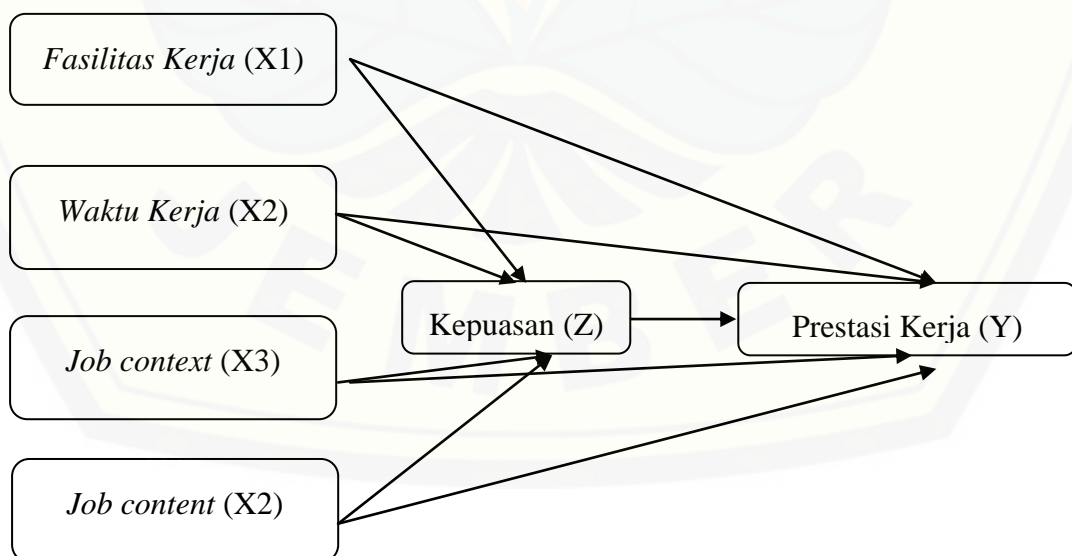 Fasilitas Kerja (X1)
Waktu Kerja (X2)
Kepuasan (Z)
Prestasi Kerja (Y)
Job context (X3)
Job content (X2)